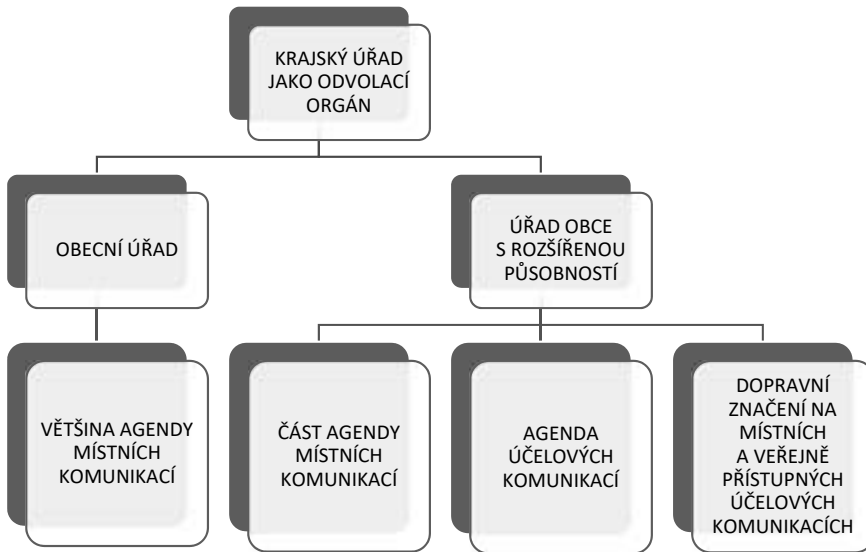 KRAJSKÝ ÚŘAD
JAKO ODVOLACÍ
ORGÁN
OBECNÍ ÚŘAD
ÚŘAD OBCE
S ROZŠÍŘENOU
PŮSOBNOSTÍ
VĚTŠINA AGENDY
MÍSTNÍCH
KOMUNIKACÍ
ČÁST AGENDY
MÍSTNÍCH
KOMUNIKACÍ
AGENDA
ÚČELOVÝCH
KOMUNIKACÍ
DOPRAVNÍ
ZNAČENÍ NA
MÍSTNÍCH
A VEŘEJNĚ
PŘÍSTUPNÝCH
ÚČELOVÝCH
KOMUNIKACÍCH